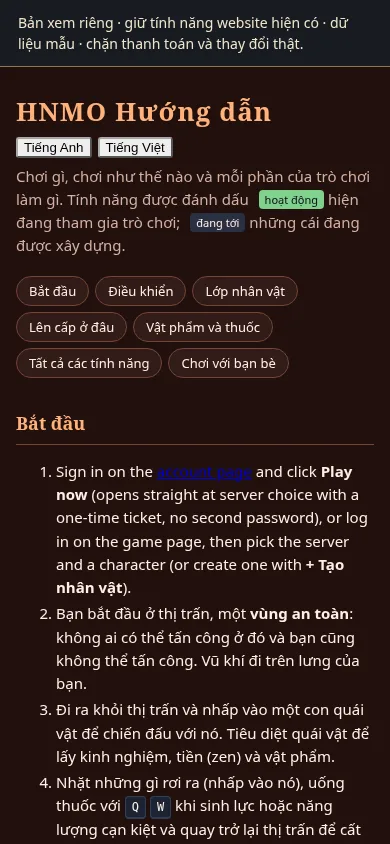 Bản xem riêng · giữ tính năng website hiện có · dữ
liệu mẫu · chặn thanh toán và thay đổi thật.
HNMO Hướng dẫn
Tiếng Anh Tiếng Việt
Chơi gì, chơi như thế nào và mỗi phần của trò chơi
làm gì. Tính năng được đánh dấu hoạt động hiện
đang tham gia trò chơi; đang tới những cái đang
được xây dựng.
Bắt đầu Điều khiển Lớp nhân vật
Lên cấp ở đâu Vật phẩm và thuốc
Tất cả các tính năng Chơi với bạn bè
Bắt đầu
1. Sign in on the account page and click Play
now (opens straight at server choice with a
one-time ticket, no second password), or log
in on the game page, then pick the server
and a character (or create one with + Tạo
nhân vật).
2. Bạn bắt đầu ở thị trấn, một vùng an toàn:
không ai có thể tấn công ở đó và bạn cũng
không thể tấn công. Vũ khí đi trên lưng của
bạn.
3. Đi ra khỏi thị trấn và nhấp vào một con quái
vật để chiến đấu với nó. Tiêu diệt quái vật để
lấy kinh nghiệm, tiền (zen) và vật phẩm.
4. Nhặt những gì rơi ra (nhấp vào nó), uống
thuốc với Q W khi sinh lực hoặc năng
lượng cạn kiệt và quay trở lại thị trấn để cất